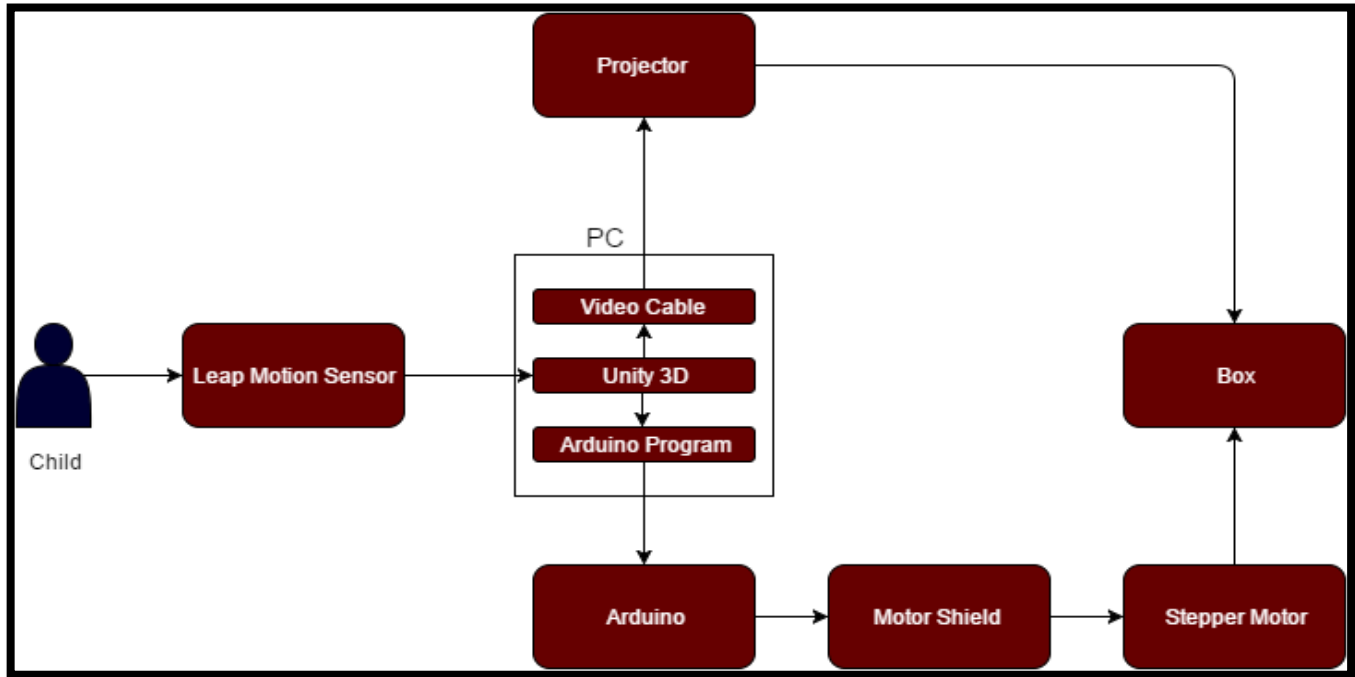 Projector
PC
Video Cable
Leap Motion Sensor
Unity 3D
Box
Arduino Program
Child
Arduino
Motor Shield
Stepper Motor